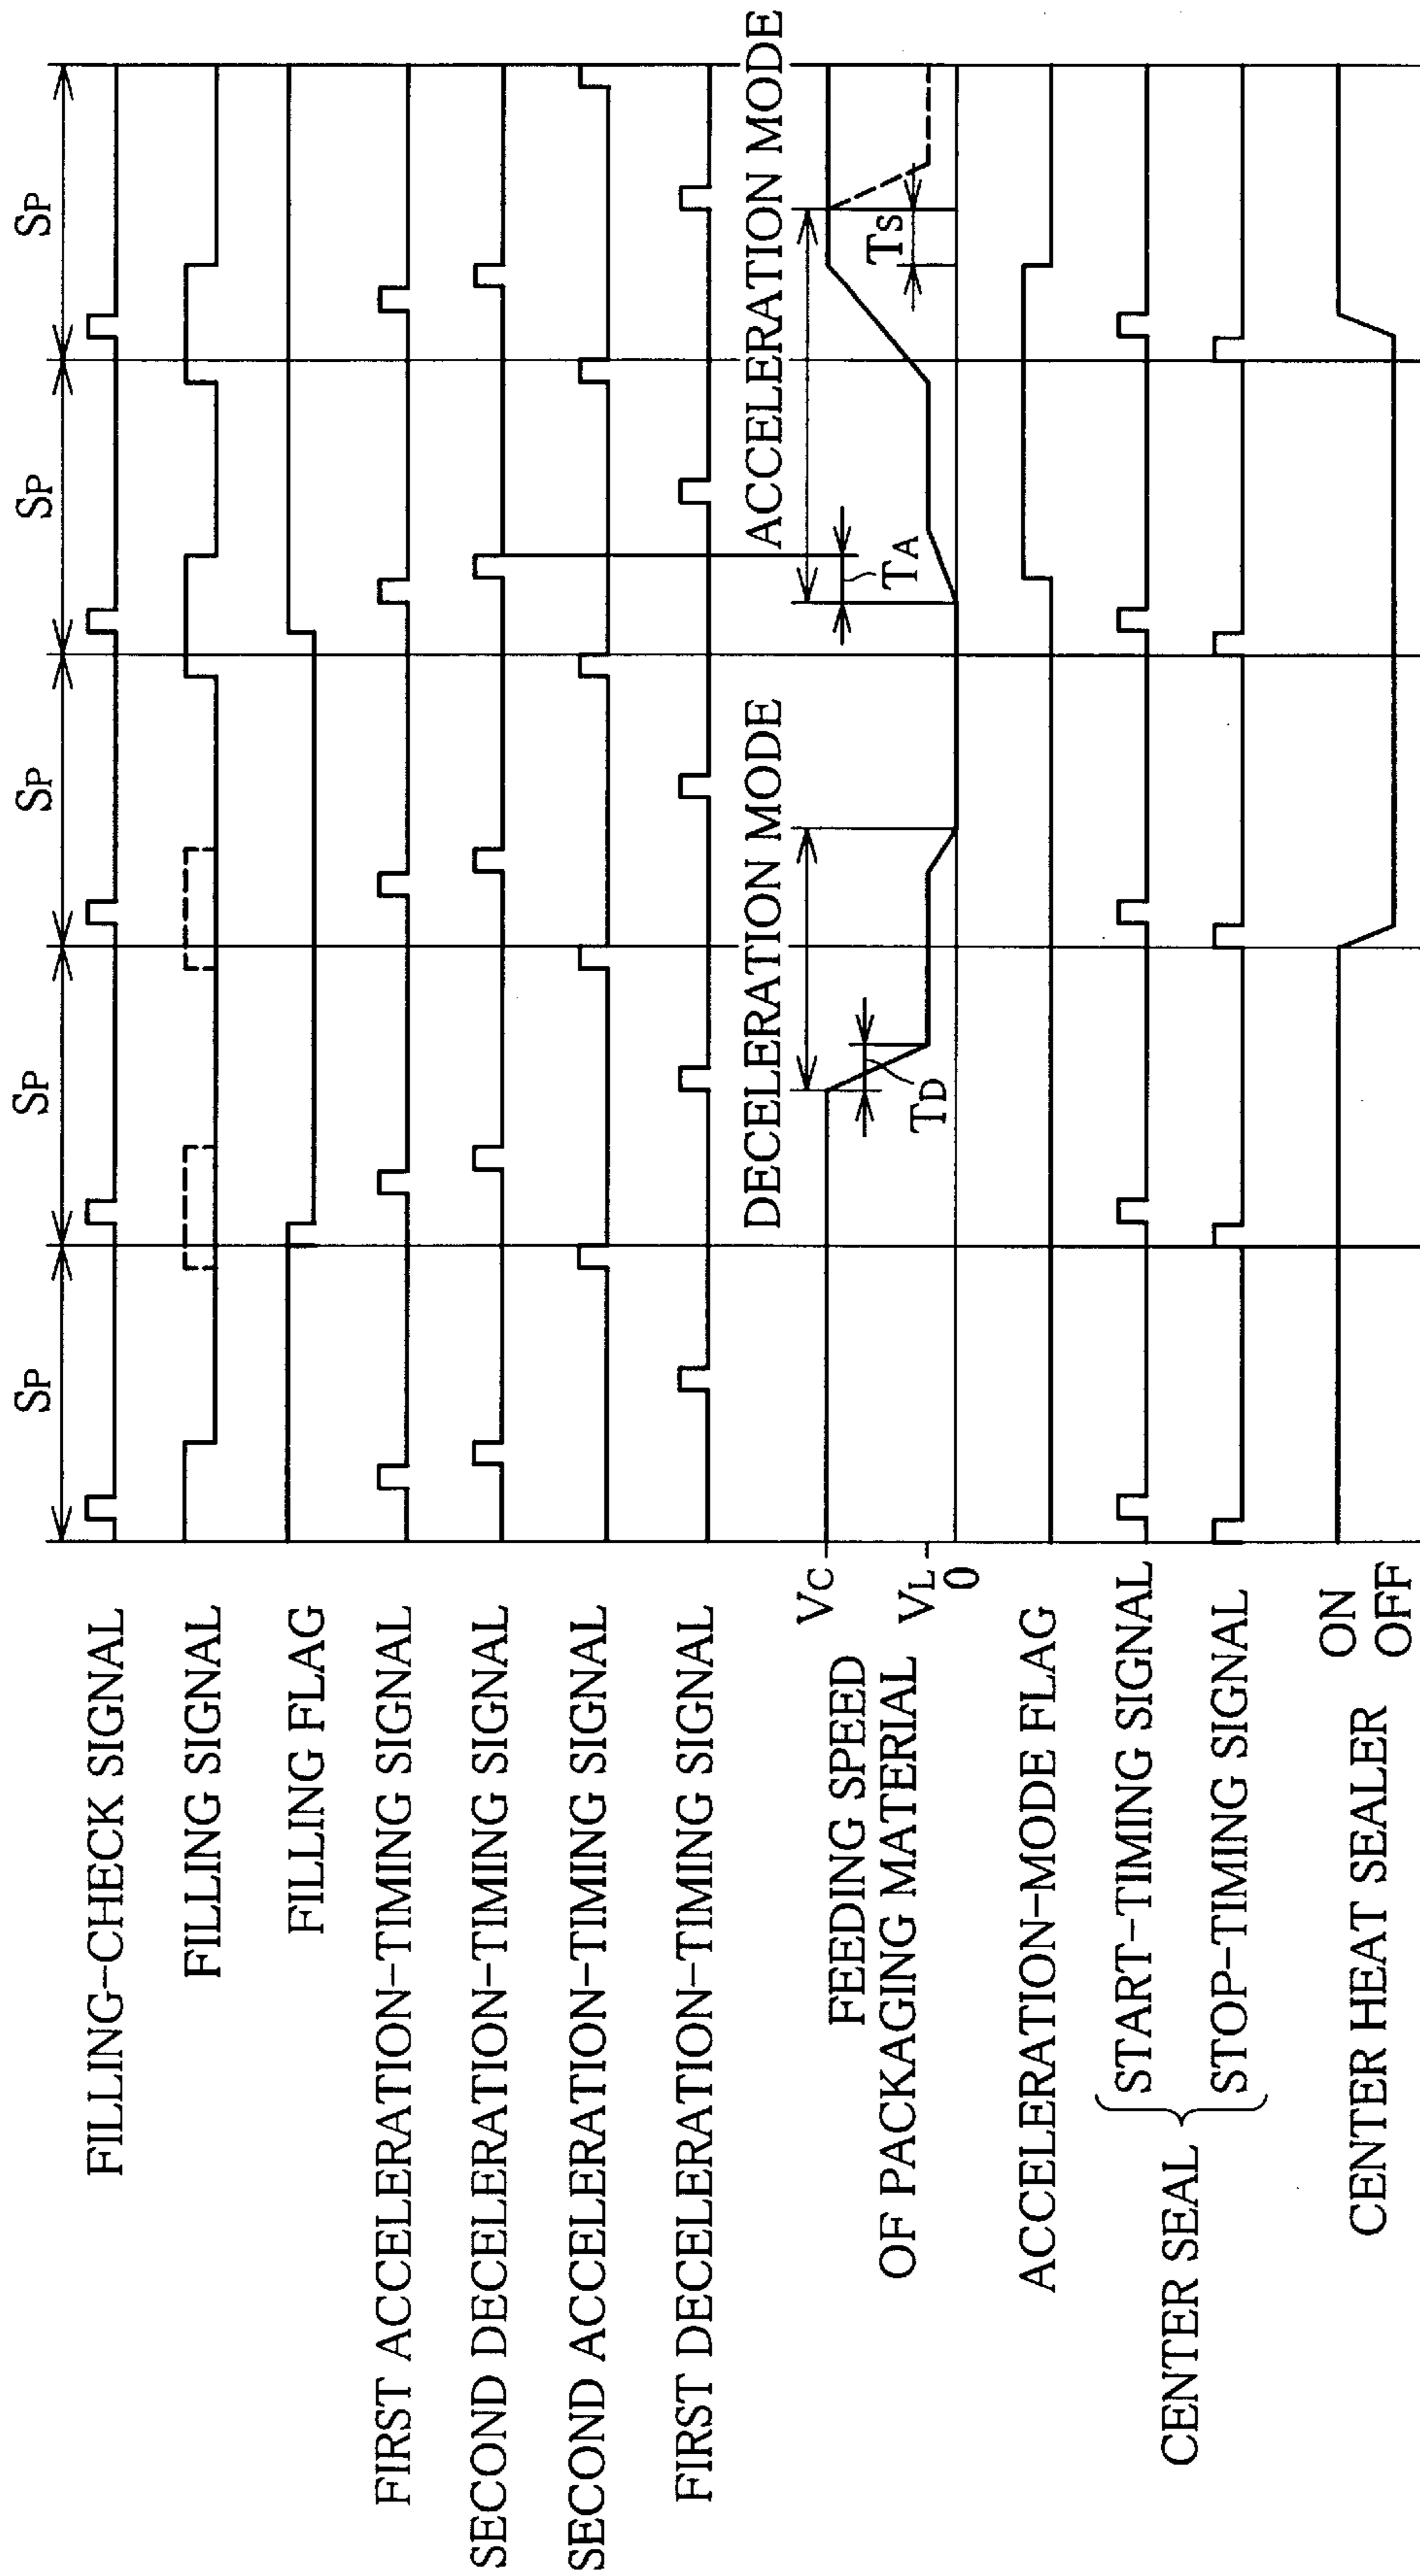 SP SP SP SP SP
FILLING-CHECK SIGNAL
FILLING SIGNAL
FILLING FLAG
FIRST ACCELERATION-TIMING SIGNAL
SECOND DECELERATION-TIMING SIGNAL
SECOND ACCELERATION-TIMING SIGNAL
FIRST DECELERATION-TIMING SIGNAL
DECELERATION MODE
ACCELERATION MODE
FEEDING SPEED
OF PACKAGING MATERIAL
VC
VL
0
TD
TA
TS
ACCELERATION-MODE FLAG
CENTER SEAL
START-TIMING SIGNAL
STOP-TIMING SIGNAL
CENTER HEAT SEALER
ON
OFF